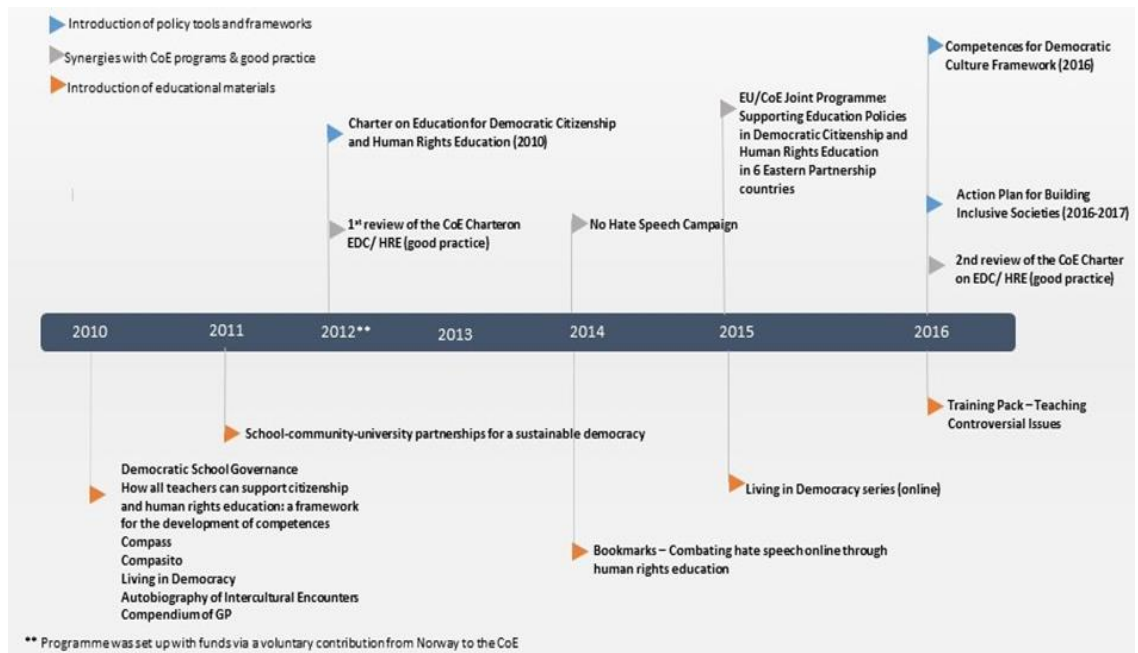 Introduction of policy tools and frameworks
Synergies with CoE programs & good practice
Introduction of educational materials
Charter on Education for Democratic Citizenship
and Human Rights Education (2010)
1st review of the CoE Charteron
EDC/ HRE (good practice)
No Hate Speech Campaign
EU/CoE Joint Programme:
Supporting Education Policies
in Democratic Citizenship and
Human Rights Education
in 6 Eastern Partnership
countries
Competences for Democratic
Culture Framework (2016)
Action Plan for Building
Inclusive Societies (2016-2017)
2nd review of the CoE Charter
on EDC/ HRE (good practice)
2010 2011 2012** 2013 2014 2015 2016
School-community-university partnerships for a sustainable democracy
Democratic School Governance
How all teachers can support citizenship
and human rights education: a framework
for the development of competences
Compass
Compasito
Living in Democracy
Autobiography of Intercultural Encounters
Compendium of GP
Bookmarks – Combating hate speech online through
human rights education
Living in Democracy series (online)
Training Pack – Teaching
Controversial Issues
** Programme was set up with funds via a voluntary contribution from Norway to the CoE